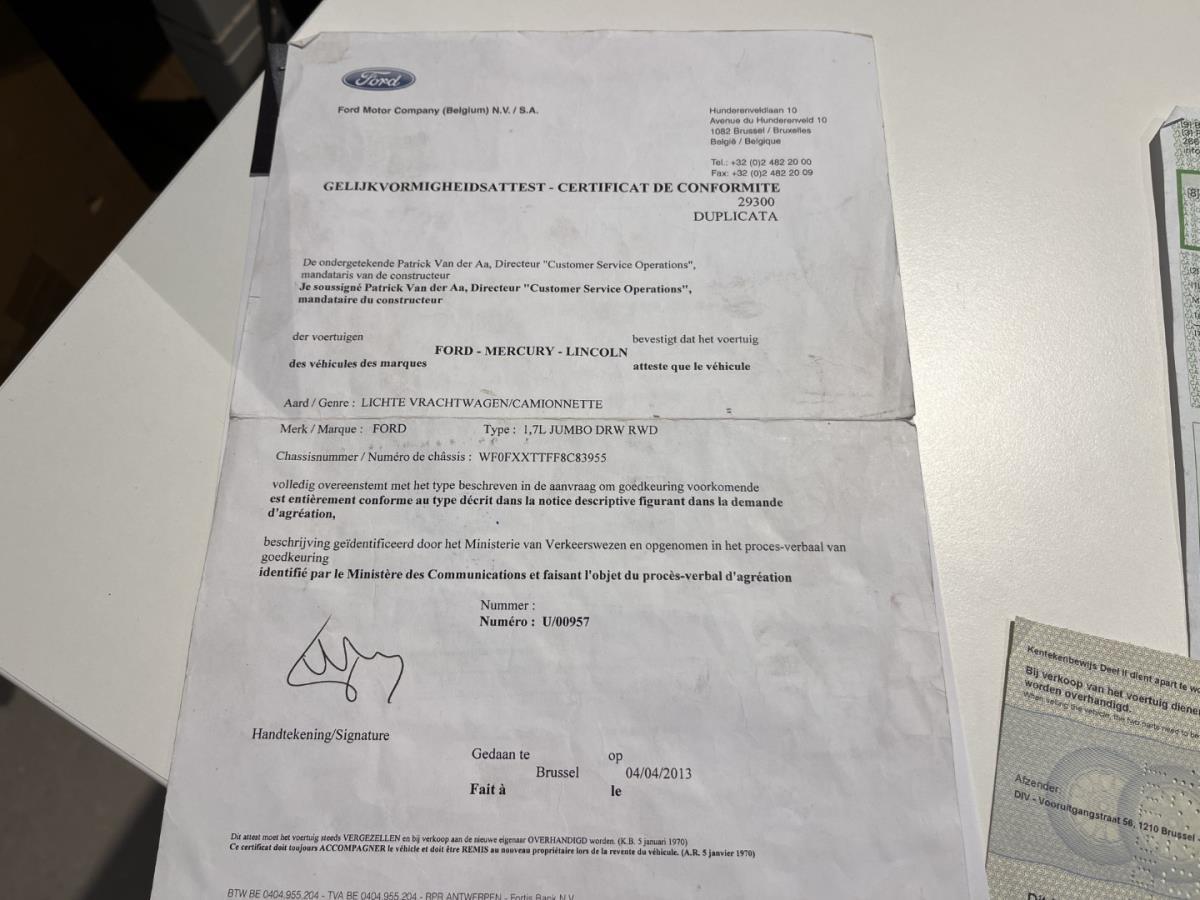 Ford
Ford Motor Company (Belgium) N.V. / S.A.
Hunderenveldlaan 10
Avenue du Hunderenveld 10
1082 Brussel / Bruxelles
België / Belgique
Tel.: +32 (0)2 482 20 00
Fax: +32 (0)2 482 20 09
GELIJKVORMIGHEIDSATTEST - CERTIFICAT DE CONFORMITE
29300
DUPLICATA
De ondergetekende Patrick Van der Aa, Directeur "Customer Service Operations",
mandataris van de constructeur
Je soussigné Patrick Van der Aa, Directeur "Customer Service Operations",
mandataire du constructeur
der voertuigen
bevestigt dat het voertuig
FORD - MERCURY - LINCOLN
des véhicules des marques
atteste que le véhicule
Aard / Genre : LICHTE VRACHTWAGEN/CAMIONNETTE
Merk / Marque : FORD Type : 1,7L JUMBO DRW RWD
Chassisnummer / Numéro de châssis : WF0FXXTTFF8C83955
volledig overeenstemt met het type beschreven in de aanvraag om goedkeuring voorkomende
est entièrement conforme au type décrit dans la notice descriptive figurant dans la demande
d'agréation,
beschrijving geïdentificeerd door het Ministerie van Verkeerswezen en opgenomen in het proces-verbaal van
goedkeuring
identifié par le Ministère des Communications et faisant l'objet du procès-verbal d'agréation
Nummer :
Numéro : U/00957
Handtekening/Signature
Gedaan te op
Brussel 04/04/2013
Fait à le
Dit attest moet het voertuig steeds VERGEZELLEN en bij verkoop aan de nieuwe eigenaar OVERHANDIGD worden. (K.B. 5 januari 1970)
Ce certificat doit toujours ACCOMPAGNER le véhicule et doit être REMIS au nouveau propriétaire lors de la revente du véhicule. (A.R. 5 janvier 1970)
BTW BE 0404.955.204 - TVA BE 0404.955.204 - RPR ANTWERPEN - Fortis Bank N.V.
Kentekenbewijs Deel II dient apart te
Bij verkoop van het voertuig
worden overhandigd.
When selling the vehicle, the two parts need to be
Afzender:
DIV - Vooruitgangstraat 56, 1210 Brussel